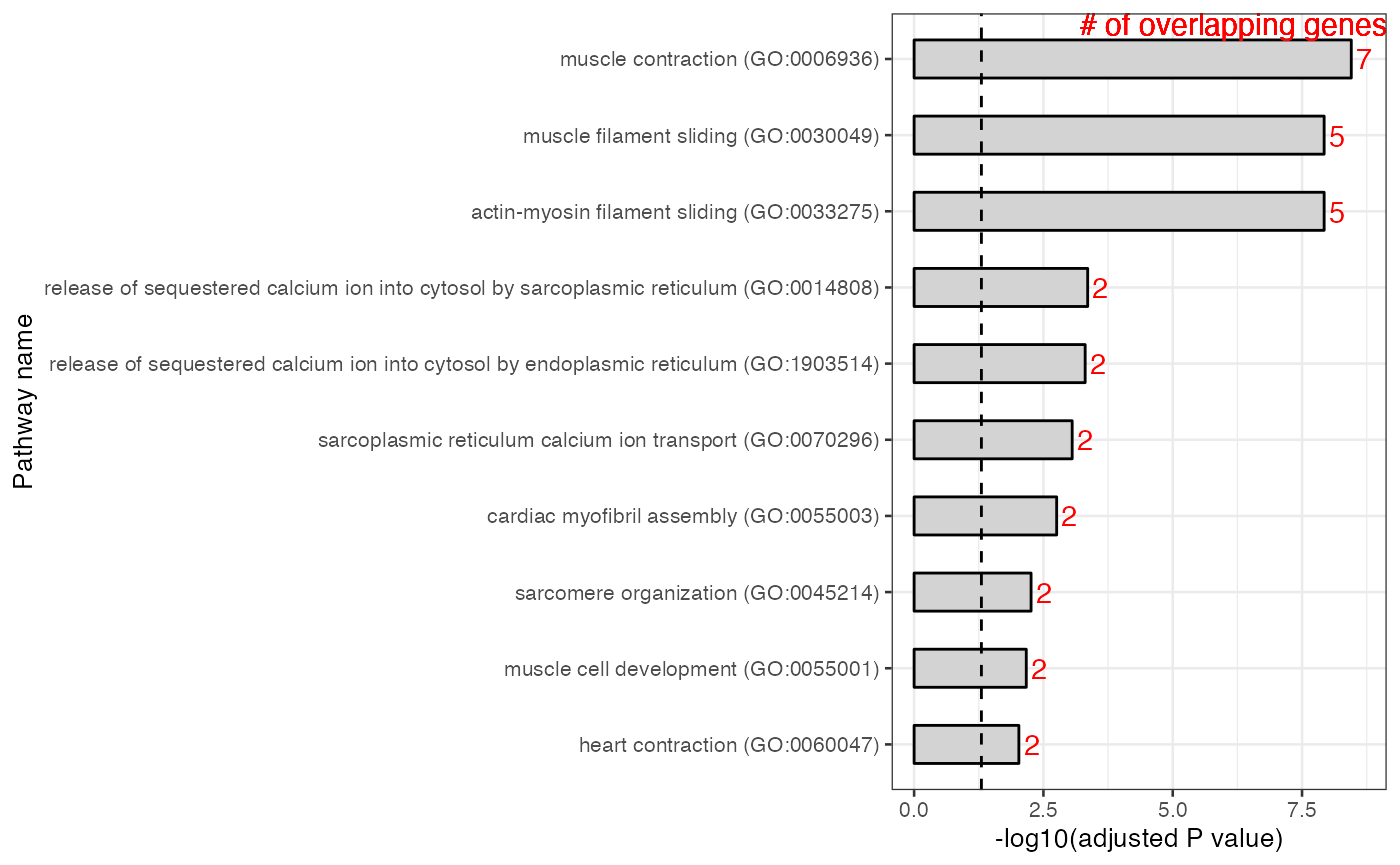 # of overlapping genes
muscle contraction (GO:0006936)
7
muscle filament sliding (GO:0030049)
5
actin-myosin filament sliding (GO:0033275)
5
release of sequestered calcium ion into cytosol by sarcoplasmic reticulum (GO:0014808)
2
release of sequestered calcium ion into cytosol by endoplasmic reticulum (GO:1903514)
2
sarcoplasmic reticulum calcium ion transport (GO:0070296)
2
cardiac myofibril assembly (GO:0055003)
2
sarcomere organization (GO:0045214)
2
muscle cell development (GO:0055001)
2
heart contraction (GO:0060047)
2
Pathway name
0.0 2.5 5.0 7.5
-log10(adjusted P value)